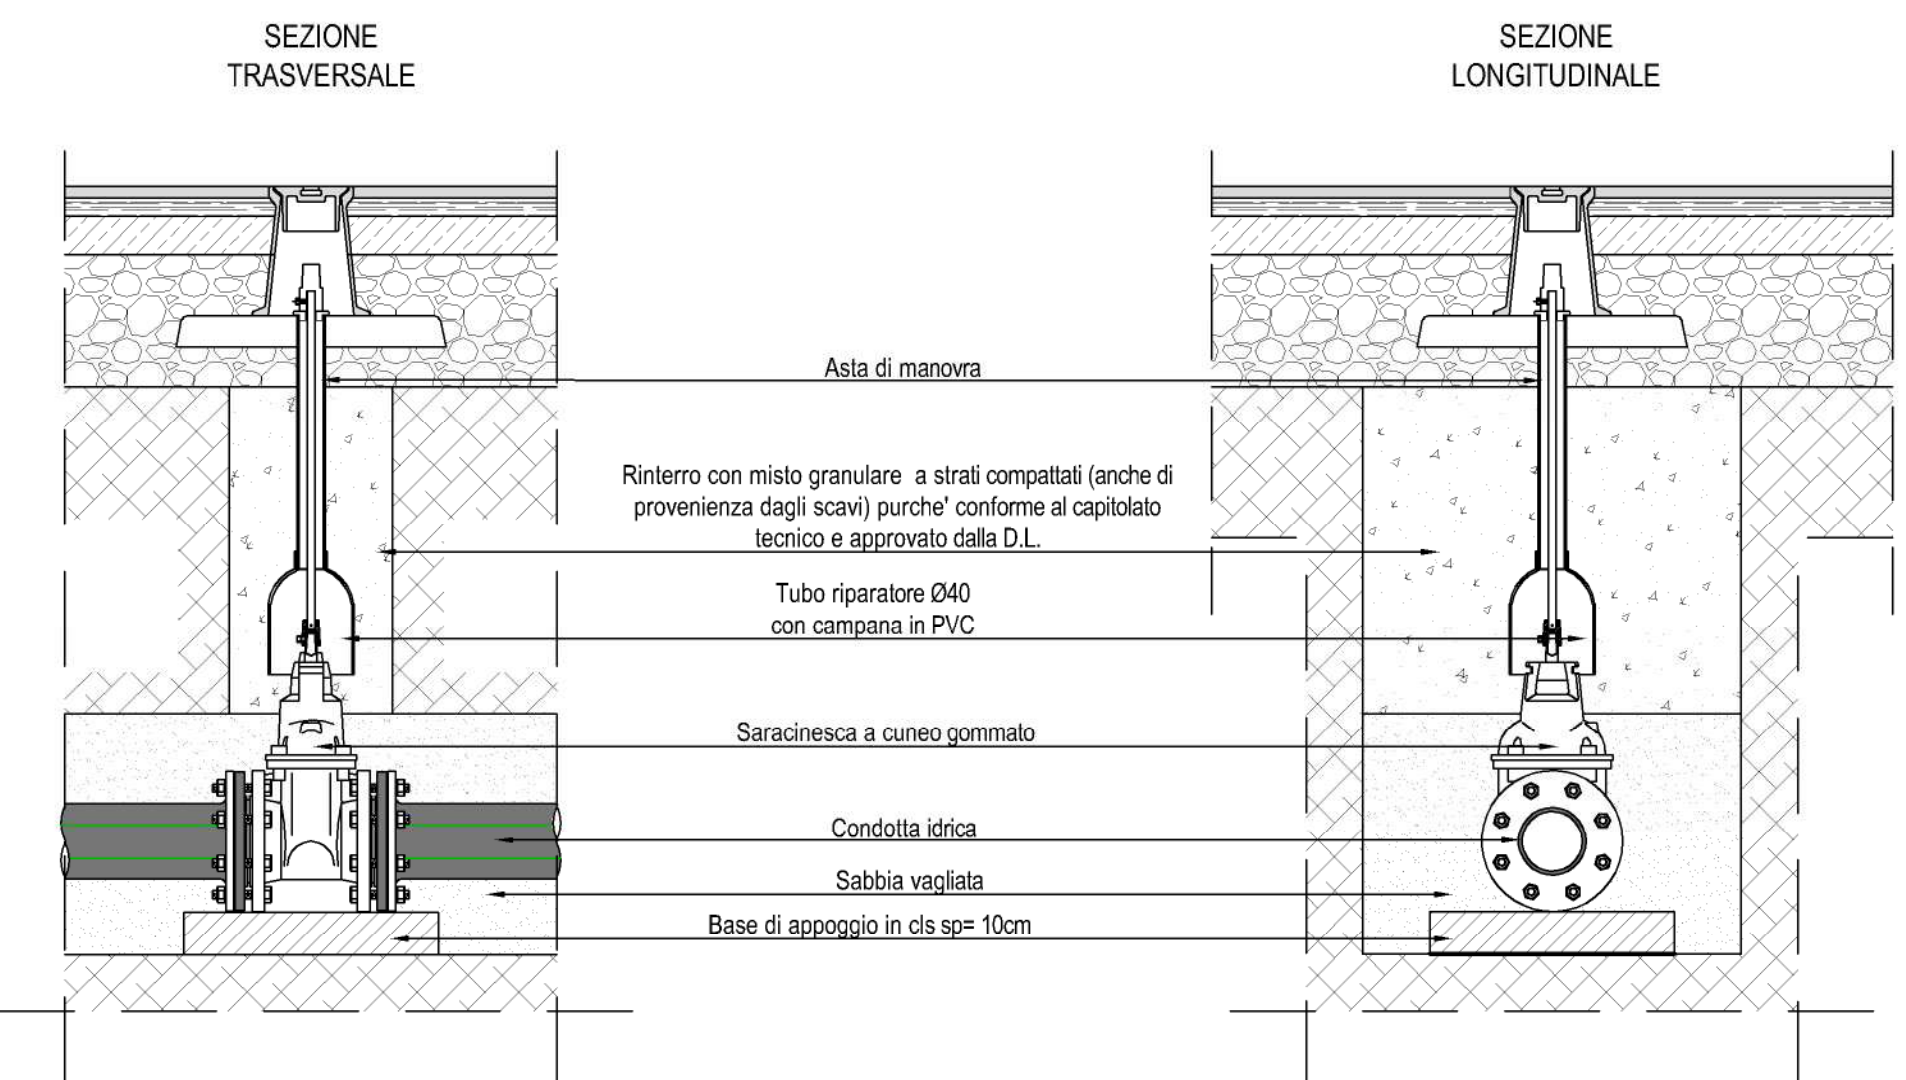 SEZIONE
TRASVERSALE
SEZIONE
LONGITUDINALE
Asta di manovra
Rinterro con misto granulare a strati compattati (anche di
provenienza dagli scavi) purche' conforme al capitolato
tecnico e approvato dalla D.L.
Tubo riparatore Ø40
con campana in PVC
Saracinesca a cuneo gommato
Condotta idrica
Sabbia vagliata
Base di appoggio in cls sp= 10cm